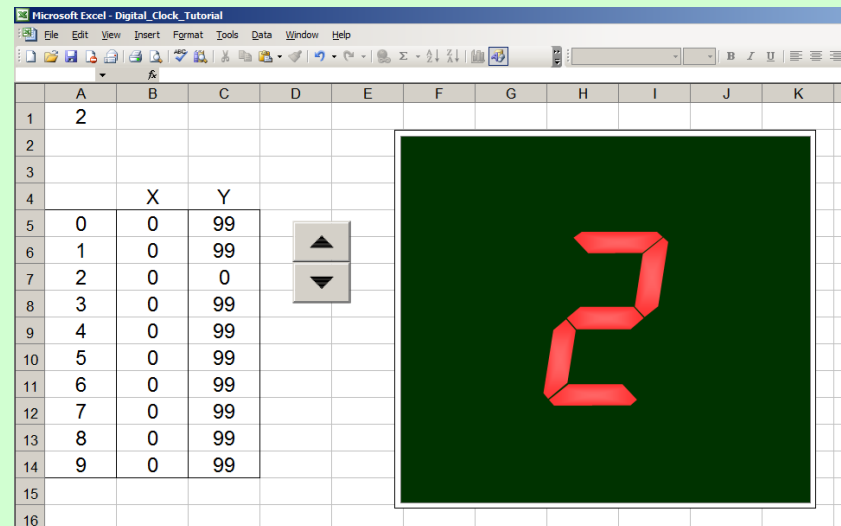 Microsoft Excel - Digital_Clock_Tutorial
File Edit View Insert Format Tools Data Window Help
fx
B I U
A B C D E F G H I J K
1 2
2
3
4 X Y
5 0 0 99
6 1 0 99
7 2 0 0
8 3 0 99
9 4 0 99
10 5 0 99
11 6 0 99
12 7 0 99
13 8 0 99
14 9 0 99
15
16
2